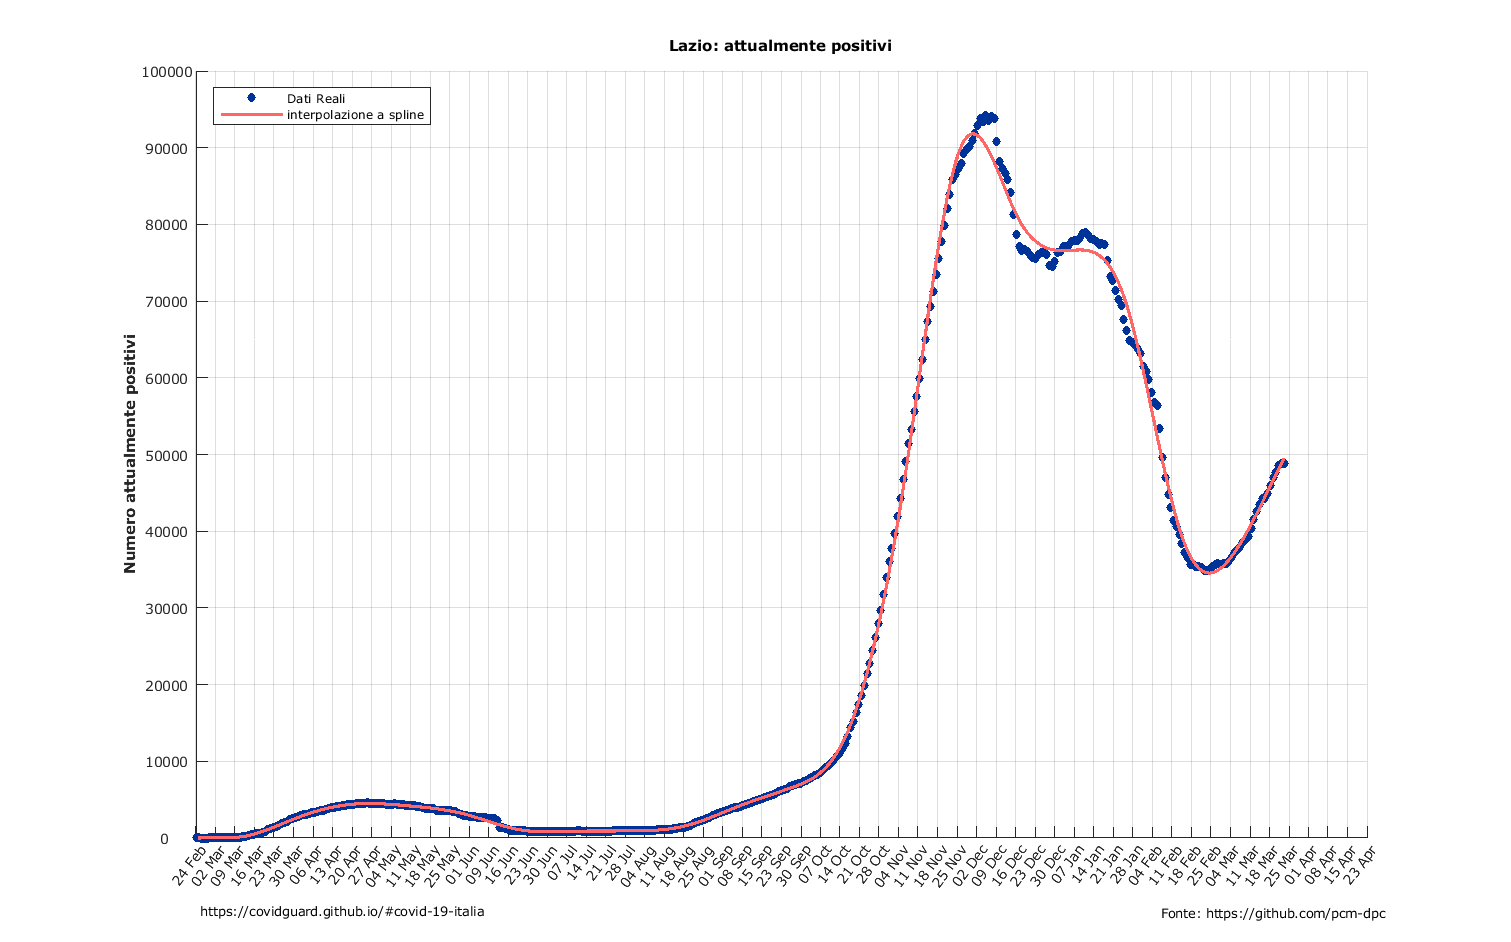 Lazio: attualmente positivi
100000
90000
80000
70000
60000
50000
40000
30000
20000
10000
0
Dati Reali
interpolazione a spline
Numero attualmente positivi
24 Feb
02 Mar
09 Mar
16 Mar
23 Mar
30 Mar
06 Apr
13 Apr
20 Apr
27 Apr
04 May
11 May
18 May
25 May
01 Jun
09 Jun
16 Jun
23 Jun
30 Jun
07 Jul
14 Jul
21 Jul
28 Jul
04 Aug
11 Aug
18 Aug
25 Aug
01 Sep
08 Sep
15 Sep
23 Sep
30 Sep
07 Oct
14 Oct
21 Oct
28 Oct
04 Nov
11 Nov
18 Nov
25 Nov
02 Dec
09 Dec
16 Dec
23 Dec
30 Dec
07 Jan
14 Jan
21 Jan
28 Jan
04 Feb
11 Feb
18 Feb
25 Feb
04 Mar
11 Mar
18 Mar
25 Mar
01 Apr
08 Apr
15 Apr
23 Apr
https://covidguard.github.io/#covid-19-italia
Fonte: https://github.com/pcm-dpc